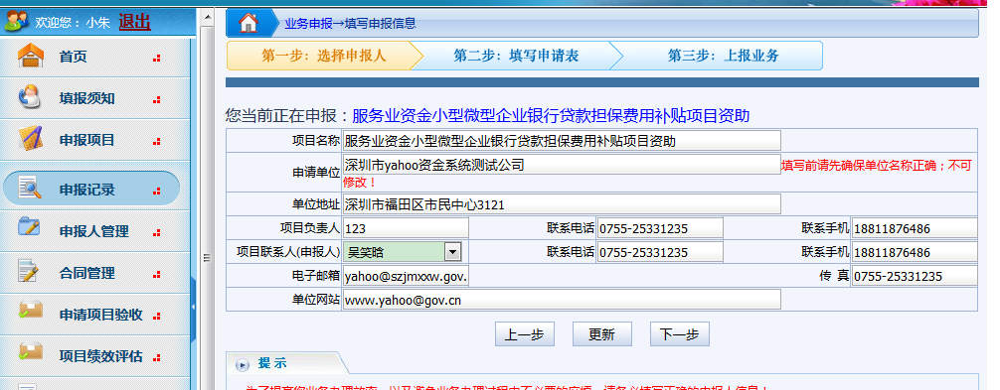 欢迎您：小朱 退出
首页
填报须知
申报项目
申报记录
申报人管理
合同管理
申请项目验收
项目绩效评估
业务申报→填写申报信息
第一步：选择申报人 第二步：填写申请表 第三步：上报业务
您当前正在申报：服务业资金小型微型企业银行贷款担保费用补贴项目资助
项目名称 服务业资金小型微型企业银行贷款担保费用补贴项目资助
申请单位 深圳市yahoo资金系统测试公司 填写前请先确保单位名称正确；不可
修改！
单位地址 深圳市福田区市民中心3121
项目负责人 123 联系电话 0755-25331235 联系手机 18811876486
项目联系人(申报人) 吴笑晗 联系电话 0755-25331235 联系手机 18811876486
电子邮箱 yahoo@szjmxxw.gov. 传 真 0755-25331235
单位网站 www.yahoo@gov.cn
上一步 更新 下一步
提 示